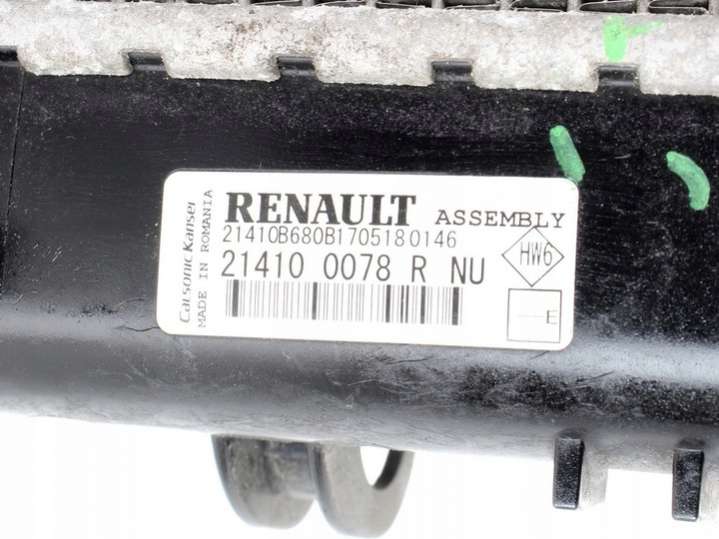 Calsonic Kansei
MADE IN ROMANIA
RENAULT ASSEMBLY
21410B680B1705180146
21410 0078 R NU
HW6
E